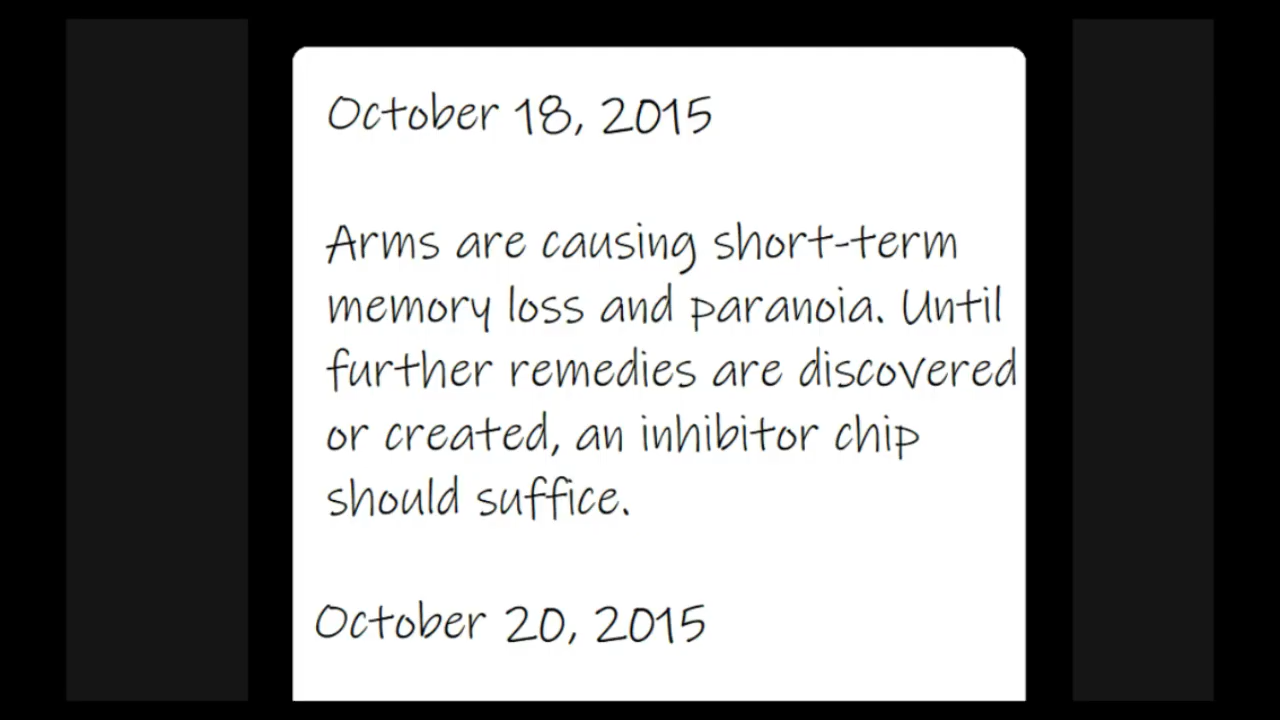 October 18, 2015
Arms are causing short-term
memory loss and paranoia. Until
further remedies are discovered
or created, an inhibitor chip
should suffice.
October 20, 2015